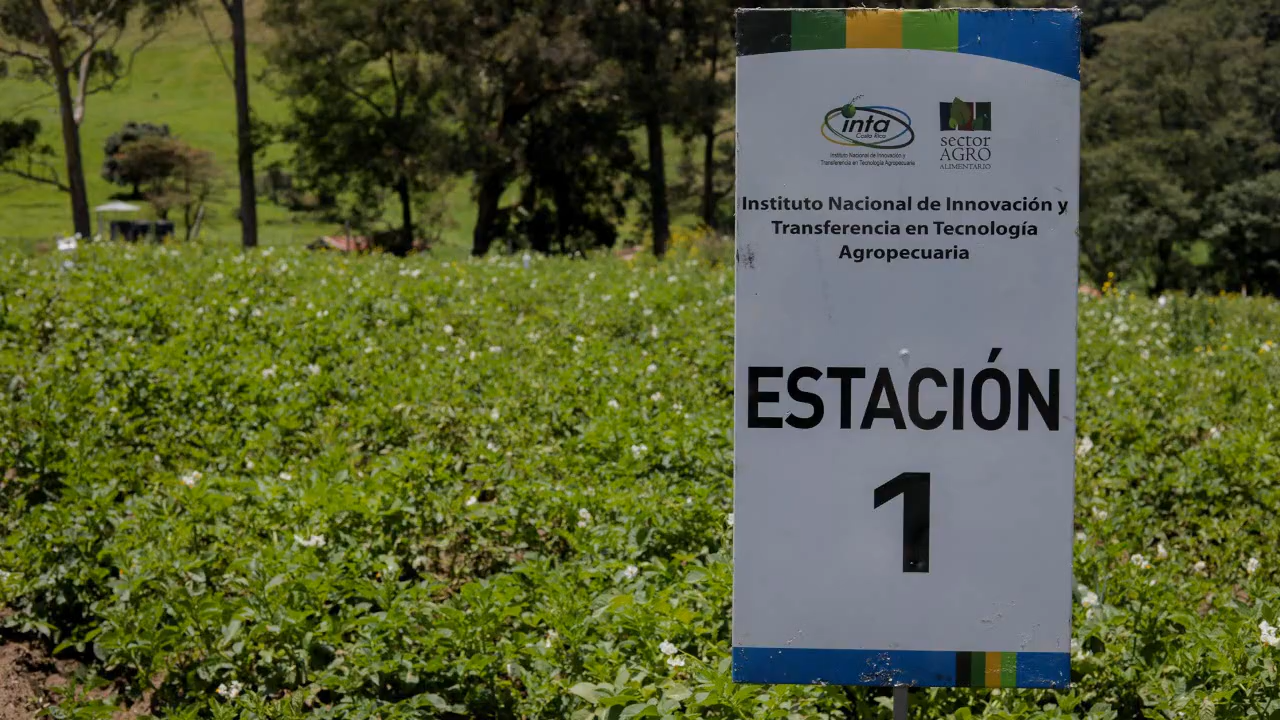 inta
Costa Rica
Instituto Nacional de Innovación y
Transferencia en Tecnología Agropecuaria
sector
AGRO
ALIMENTARIO
Instituto Nacional de Innovación y
Transferencia en Tecnología
Agropecuaria
ESTACIÓN
1